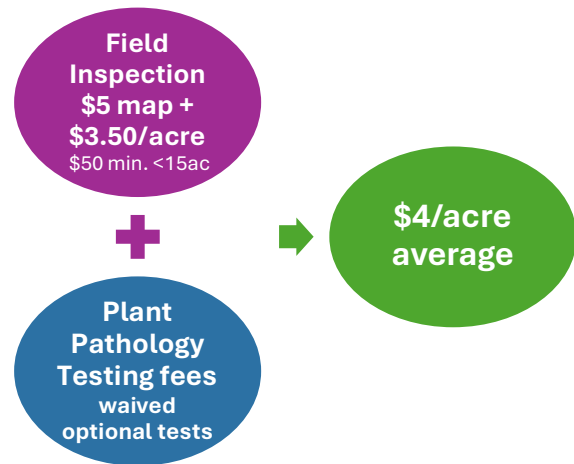 Field
Inspection
$5 map +
$3.50/acre
$50 min. <15ac
Plant
Pathology
Testing fees
waived
optional tests
$4/acre
average